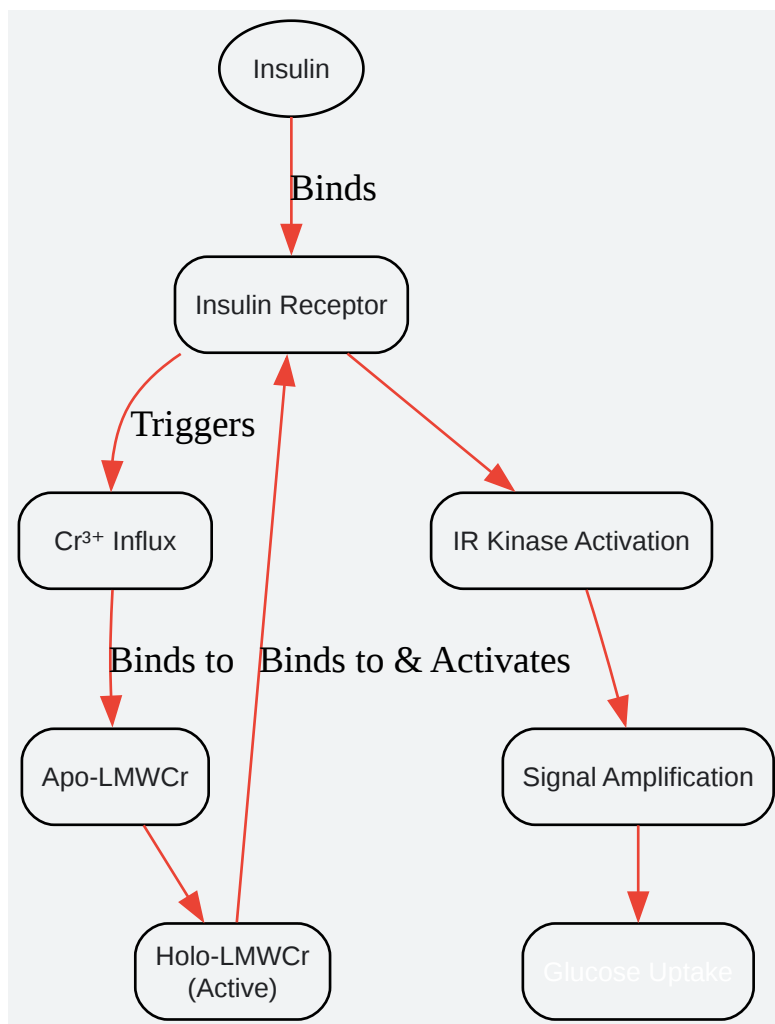 Insulin
Binds
Insulin Receptor
Triggers
Cr³⁺ Influx
IR Kinase Activation
Binds to
Binds to & Activates
Apo-LMWCr
Signal Amplification
Holo-LMWCr
(Active)
Glucose Uptake